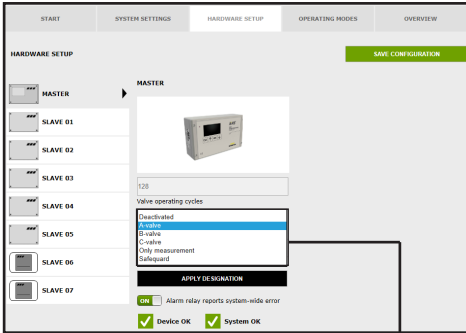 START
SYSTEM SETTINGS
HARDWARE SETUP
OPERATING MODES
OVERVIEW
HARDWARE SETUP
SAVE CONFIGURATION
MASTER
MASTER
SLAVE 01
SLAVE 02
SLAVE 03
SLAVE 04
SLAVE 05
SLAVE 06
SLAVE 07
128
Valve operating cycles
Deactivated
A-valve
B-valve
C-valve
Only measurement
Safeguard
APPLY DESIGNATION
ON Alarm relay reports system-wide error
Device OK System OK